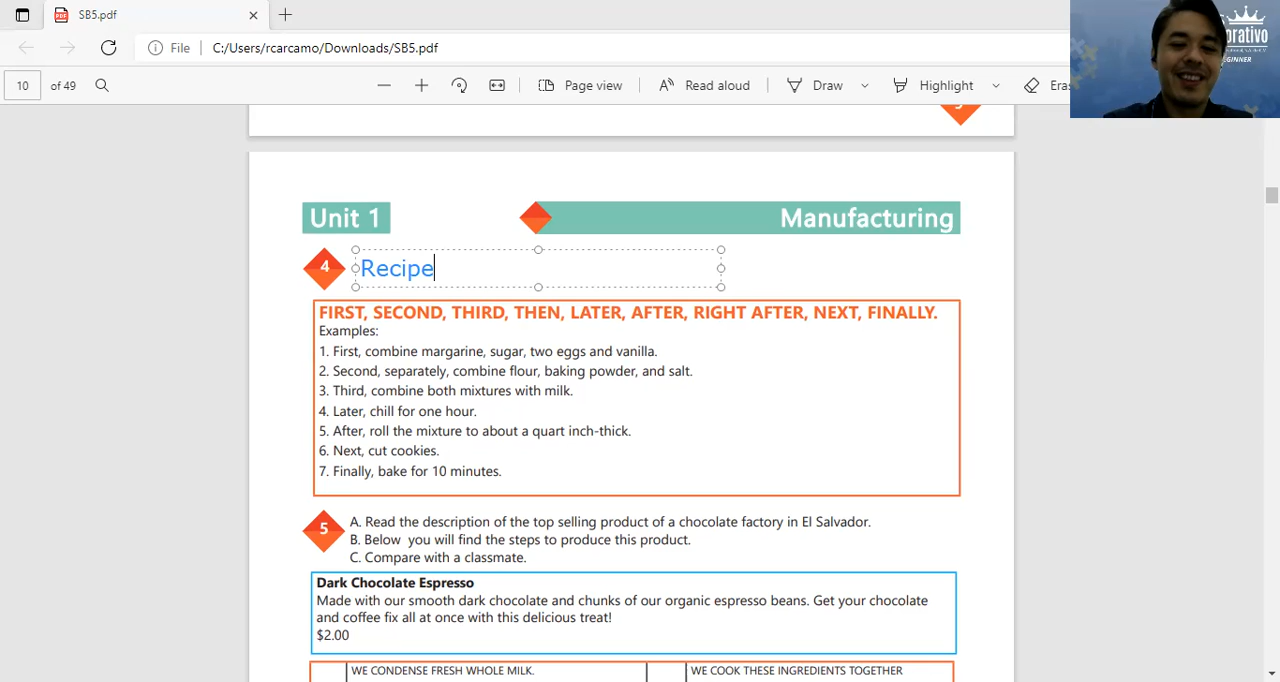 SB5.pdf
File
C:/Users/rcarcamo/Downloads/SB5.pdf
10 of 49
Page view
Read aloud
Draw
Highlight
Unit 1
Manufacturing
4
Recipe
FIRST, SECOND, THIRD, THEN, LATER, AFTER, RIGHT AFTER, NEXT, FINALLY.
Examples:
1. First, combine margarine, sugar, two eggs and vanilla.
2. Second, separately, combine flour, baking powder, and salt.
3. Third, combine both mixtures with milk.
4. Later, chill for one hour.
5. After, roll the mixture to about a quart inch-thick.
6. Next, cut cookies.
7. Finally, bake for 10 minutes.
5
A. Read the description of the top selling product of a chocolate factory in El Salvador.
B. Below you will find the steps to produce this product.
C. Compare with a classmate.
Dark Chocolate Espresso
Made with our smooth dark chocolate and chunks of our organic espresso beans. Get your chocolate
and coffee fix all at once with this delicious treat!
$2.00
WE CONDENSE FRESH WHOLE MILK.
WE COOK THESE INGREDIENTS TOGETHER